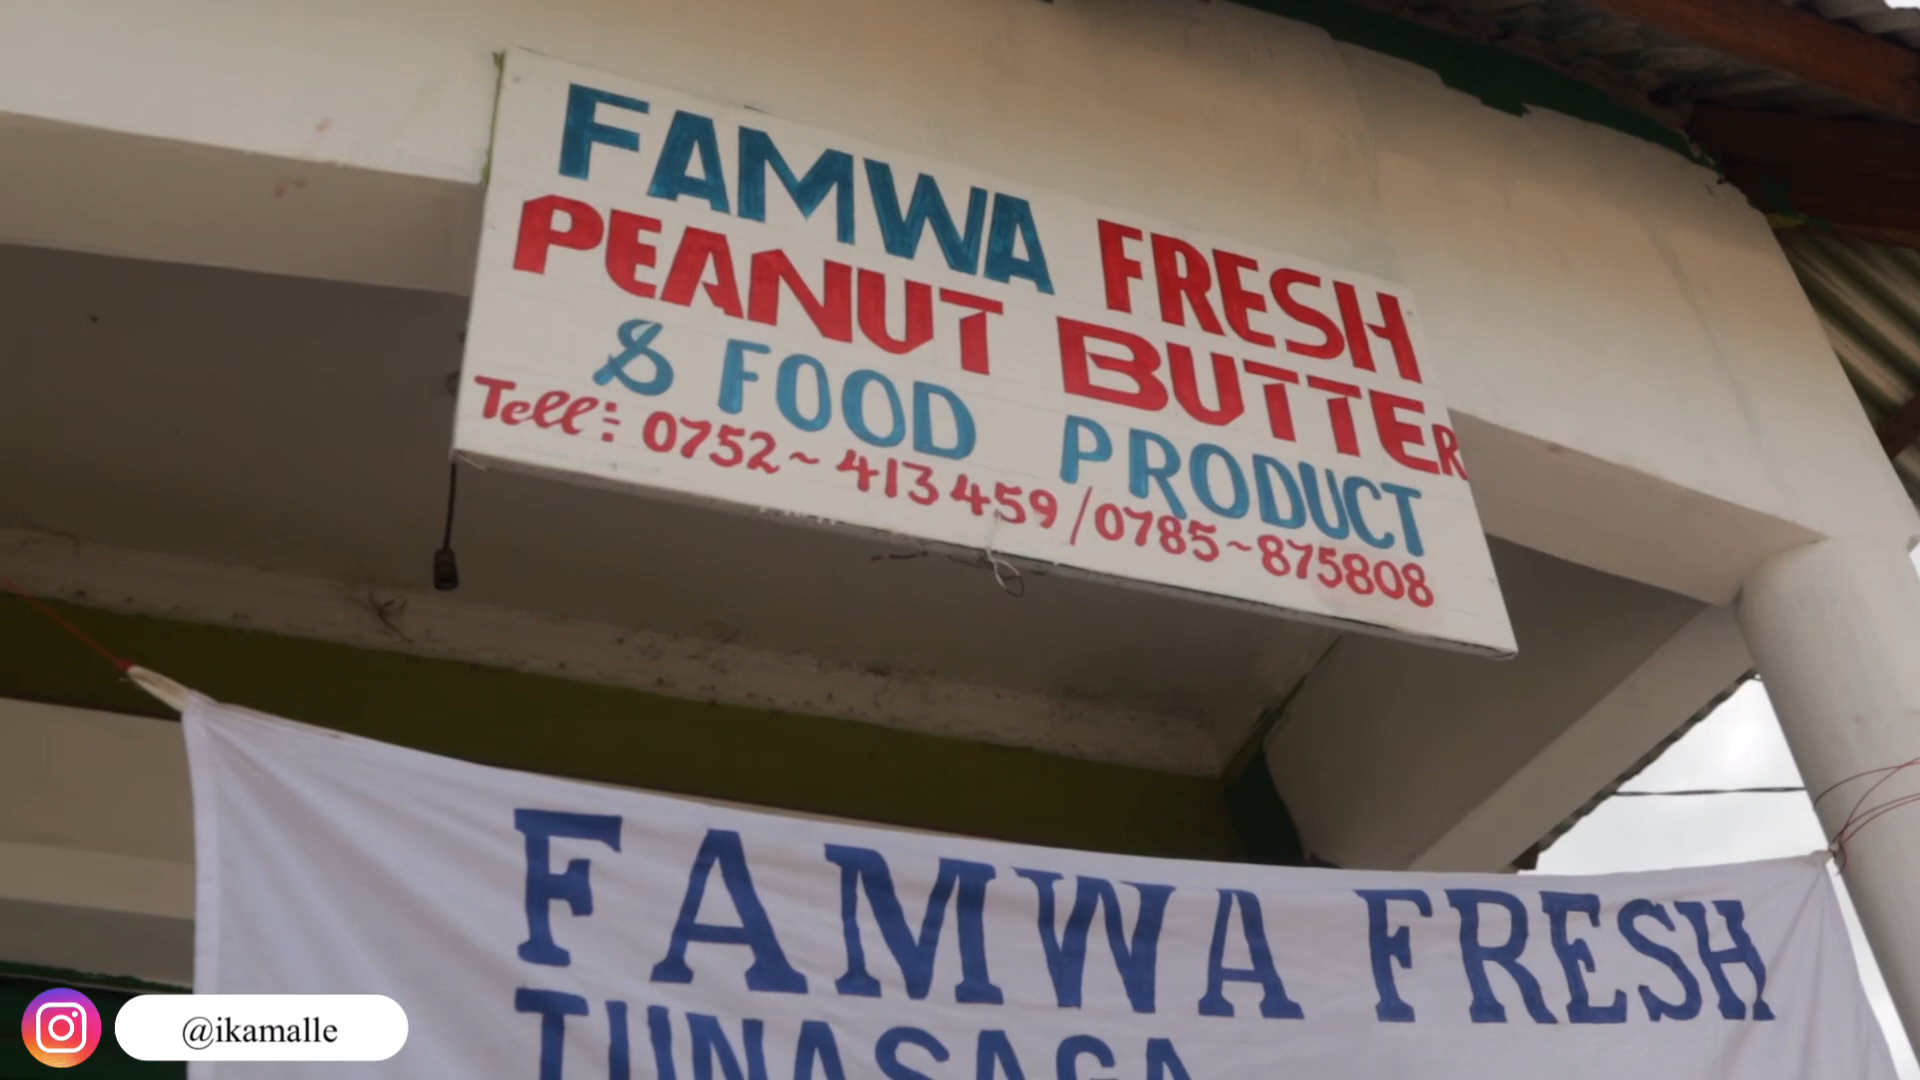 FAMWA FRESH
PEANUT BUTTER
& FOOD PRODUCT
Tell: 0752~413459/0785~875808
FAMWA FRESH
TUNASAGA
@ikamalle